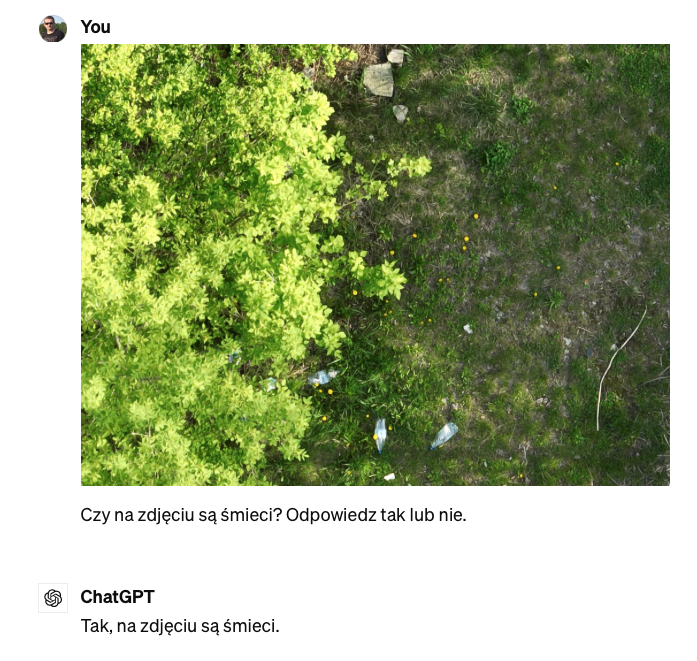 You
Czy na zdjęciu są śmieci? Odpowiedz tak lub nie.
ChatGPT
Tak, na zdjęciu są śmieci.